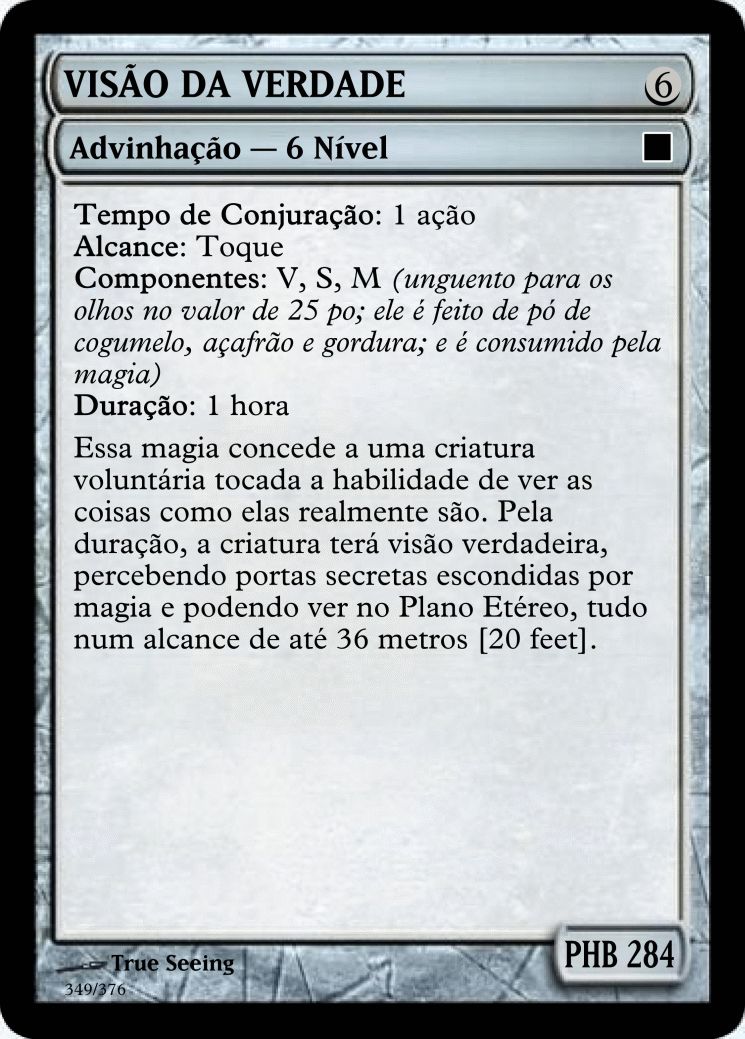 VISÃO DA VERDADE
6
Advinhação — 6 Nível
Tempo de Conjuração: 1 ação
Alcance: Toque
Componentes: V, S, M (unguento para os
olhos no valor de 25 po; ele é feito de pó de
cogumelo, açafrão e gordura; e é consumido pela
magia)
Duração: 1 hora
Essa magia concede a uma criatura
voluntária tocada a habilidade de ver as
coisas como elas realmente são. Pela
duração, a criatura terá visão verdadeira,
percebendo portas secretas escondidas por
magia e podendo ver no Plano Etéreo, tudo
num alcance de até 36 metros [20 feet].
PHB 284
True Seeing
349/376